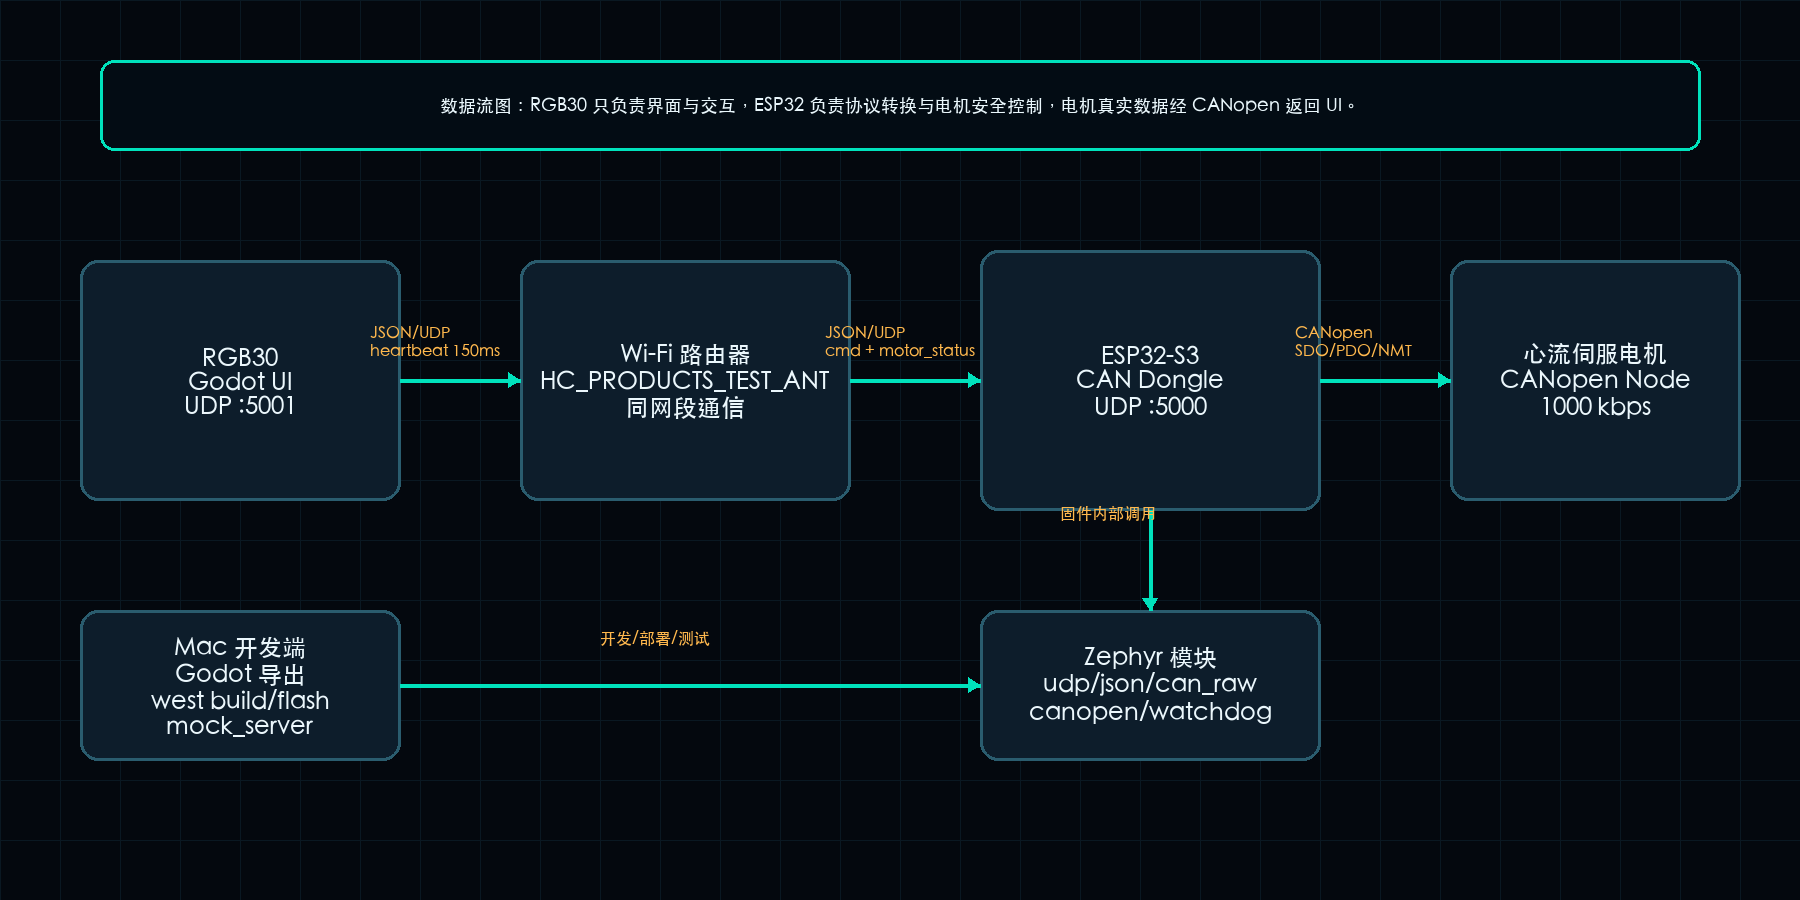 数据流图：RGB30 只负责界面与交互，ESP32 负责协议转换与电机安全控制，电机真实数据经 CANopen 返回 UI。
RGB30
Godot UI
UDP :5001
JSON/UDP
heartbeat 150ms
Wi-Fi 路由器
HC_PRODUCTS_TEST_ANT
同网段通信
JSON/UDP
cmd + motor_status
ESP32-S3
CAN Dongle
UDP :5000
CANopen
SDO/PDO/NMT
心流伺服电机
CANopen Node
1000 kbps
固件内部调用
Mac 开发端
Godot 导出
west build/flash
mock_server
开发/部署/测试
Zephyr 模块
udp/json/can_raw
canopen/watchdog